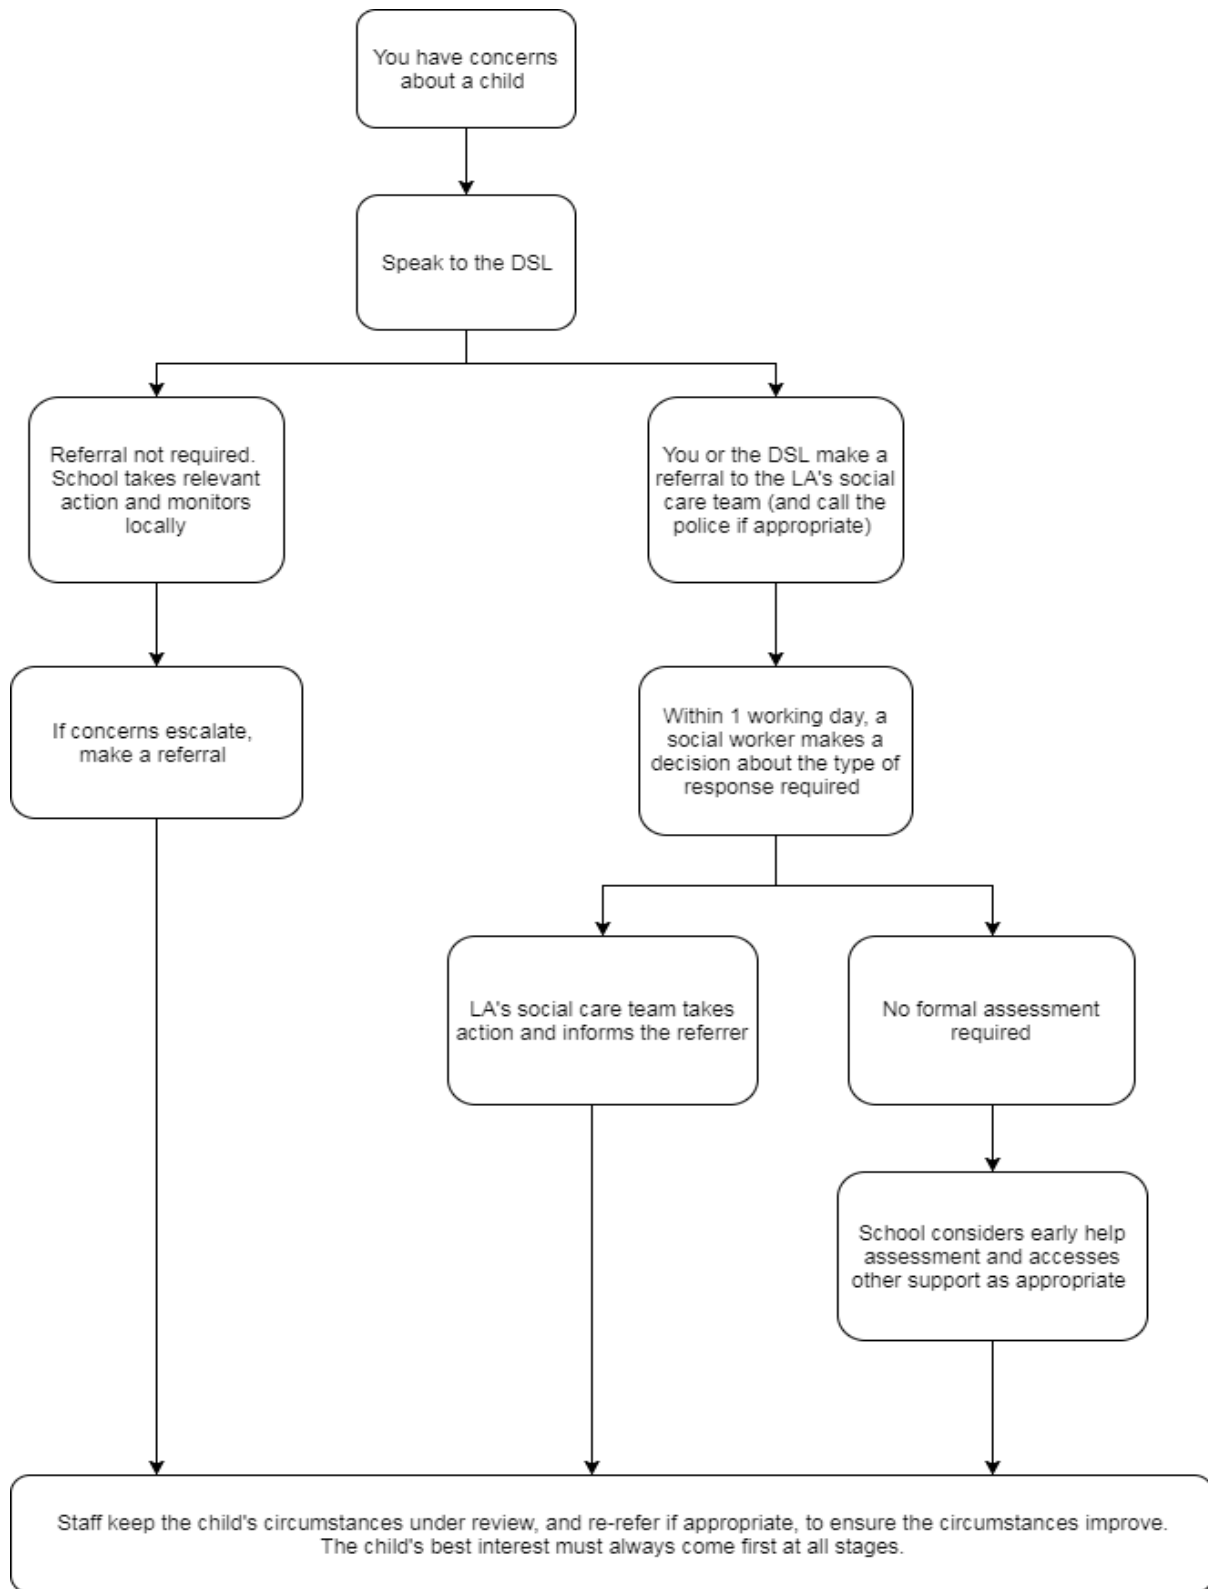 You have concerns
about a child
Speak to the DSL
Referral not required.
School takes relevant
action and monitors
locally
You or the DSL make a
referral to the LA's social
care team (and call the
police if appropriate)
If concerns escalate,
make a referral
Within 1 working day, a
social worker makes a
decision about the type of
response required
LA's social care team takes
action and informs the referrer
No formal assessment
required
School considers early help
assessment and accesses
other support as appropriate
Staff keep the child's circumstances under review, and re-refer if appropriate, to ensure the circumstances improve.
The child's best interest must always come first at all stages.